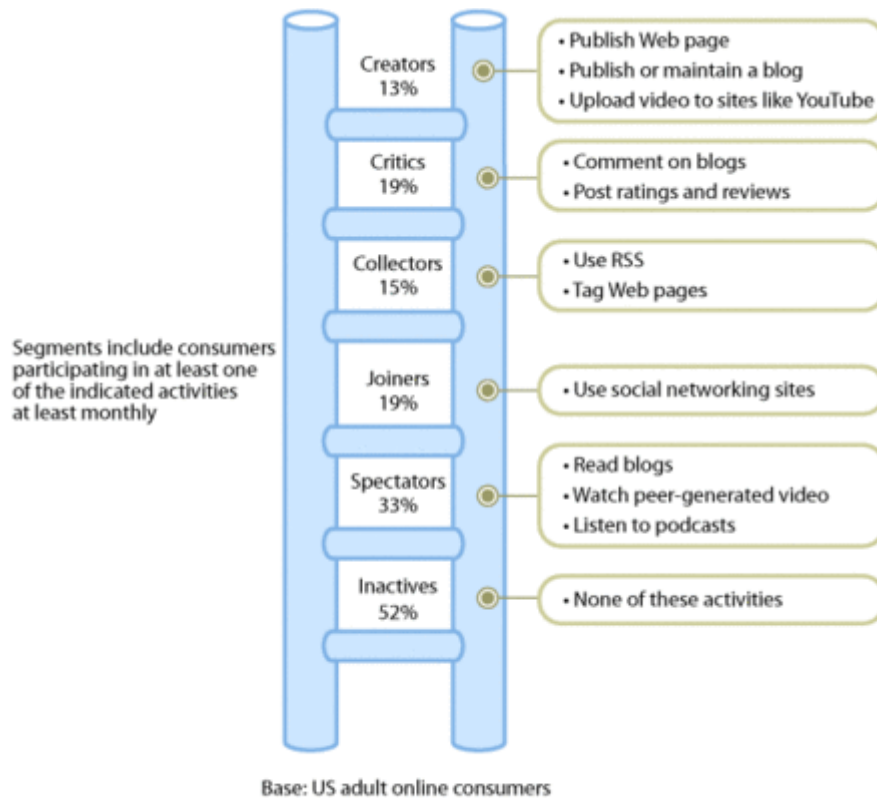 Creators
13%
• Publish Web page
• Publish or maintain a blog
• Upload video to sites like YouTube
Critics
19%
• Comment on blogs
• Post ratings and reviews
Collectors
15%
• Use RSS
• Tag Web pages
Segments include consumers
participating in at least one
of the indicated activities
at least monthly
Joiners
19%
• Use social networking sites
Spectators
33%
• Read blogs
• Watch peer-generated video
• Listen to podcasts
Inactives
52%
• None of these activities
Base: US adult online consumers